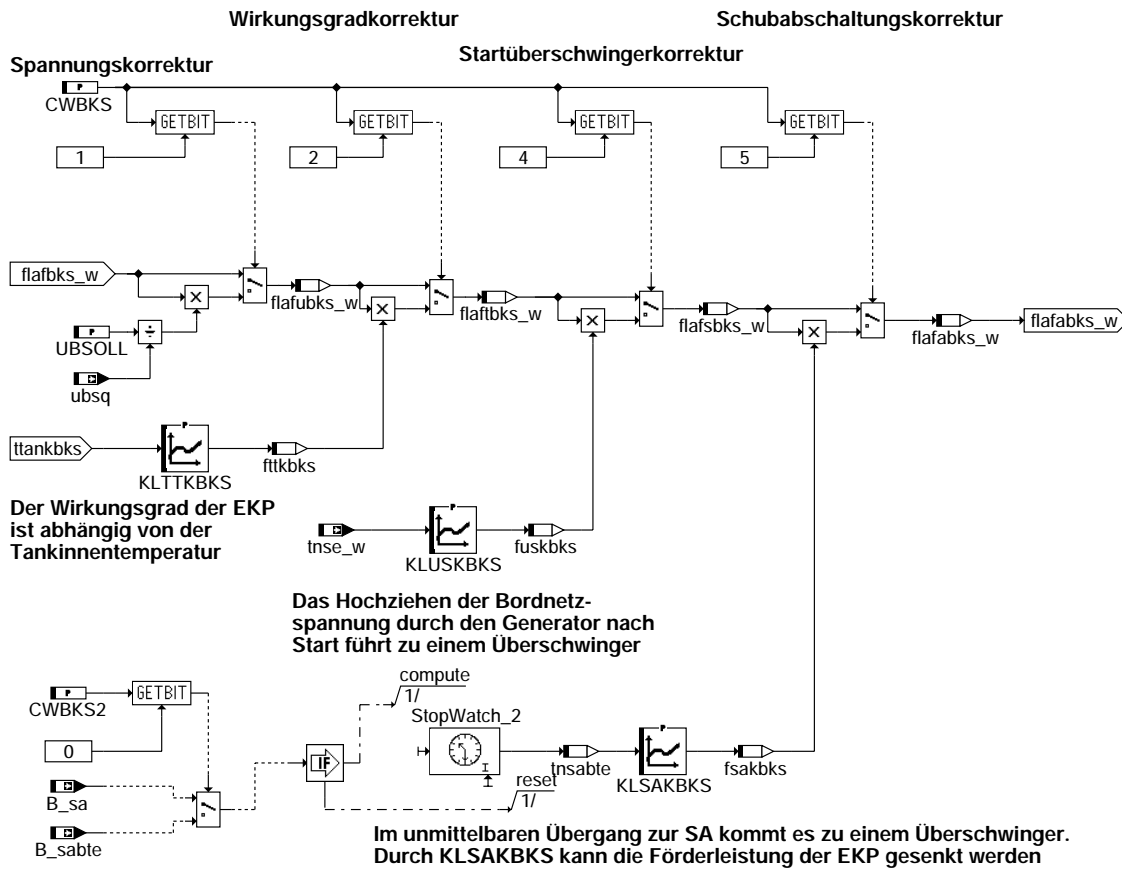 Wirkungsgradkorrektur
Schubabschaltungskorrektur
Startüberschwingerkorrektur
Spannungskorrektur
P
CWBKS
GETBIT
GETBIT
GETBIT
GETBIT
1
2
4
5
flafbks_w
flafubks_w
flaftbks_w
flafsbks_w
flafabks_w
flafabks_w
P
UBSOLL
ubsq
ttankbks
P
KLTTKBKS
fttkbks
Der Wirkungsgrad der EKP
ist abhängig von der
Tankinnentemperatur
tnse_w
P
KLUSKBKS
fuskbks
Das Hochziehen der Bordnetz-
spannung durch den Generator nach
Start führt zu einem Überschwinger
P
CWBKS2
GETBIT
0
B_sa
B_sabte
IF
compute
1/
StopWatch_2
reset
1/
tnsabte
P
KLSAKBKS
fsakbks
Im unmittelbaren Übergang zur SA kommt es zu einem Überschwinger.
Durch KLSAKBKS kann die Förderleistung der EKP gesenkt werden